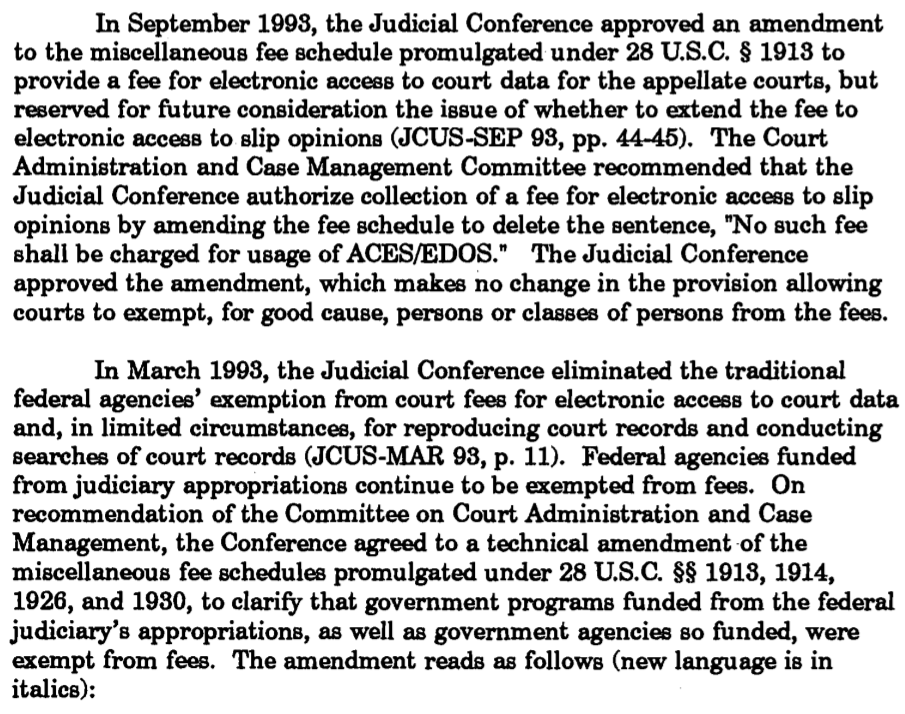 In September 1993, the Judicial Conference approved an amendment
to the miscellaneous fee schedule promulgated under 28 U.S.C. § 1913 to
provide a fee for electronic access to court data for the appellate courts, but
reserved for future consideration the issue of whether to extend the fee to
electronic access to slip opinions (JCUS-SEP 93, pp. 44-45). The Court
Administration and Case Management Committee recommended that the
Judicial Conference authorize collection of a fee for electronic access to slip
opinions by amending the fee schedule to delete the sentence, "No such fee
shall be charged for usage of ACES/EDOS." The Judicial Conference
approved the amendment, which makes no change in the provision allowing
courts to exempt, for good cause, persons or classes of persons from the fees.
In March 1993, the Judicial Conference eliminated the traditional
federal agencies' exemption from court fees for electronic access to court data
and, in limited circumstances, for reproducing court records and conducting
searches of court records (JCUS-MAR 93, p. 11). Federal agencies funded
from judiciary appropriations continue to be exempted from fees. On
recommendation of the Committee on Court Administration and Case
Management, the Conference agreed to a technical amendment of the
miscellaneous fee schedules promulgated under 28 U.S.C. §§ 1913, 1914,
1926, and 1930, to clarify that government programs funded from the federal
judiciary's appropriations, as well as government agencies so funded, were
exempt from fees. The amendment reads as follows (new language is in
italics):